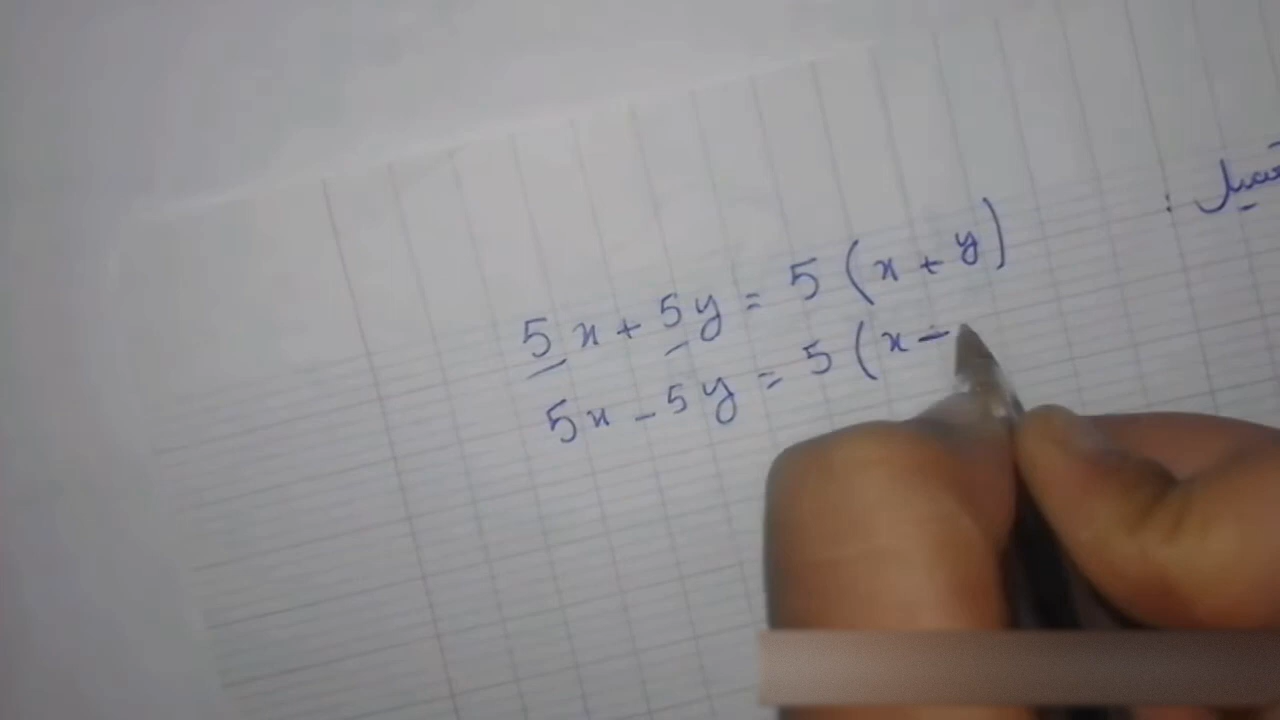 5x + 5y = 5 (x + y)
5x - 5y = 5 (x -